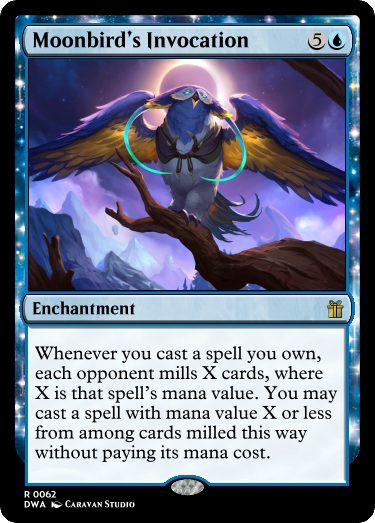 Moonbird's Invocation 5
Enchantment
Whenever you cast a spell you own,
each opponent mills X cards, where
X is that spell's mana value. You may
cast a spell with mana value X or less
from among cards milled this way
without paying its mana cost.
R 0062
DWA Caravan Studio